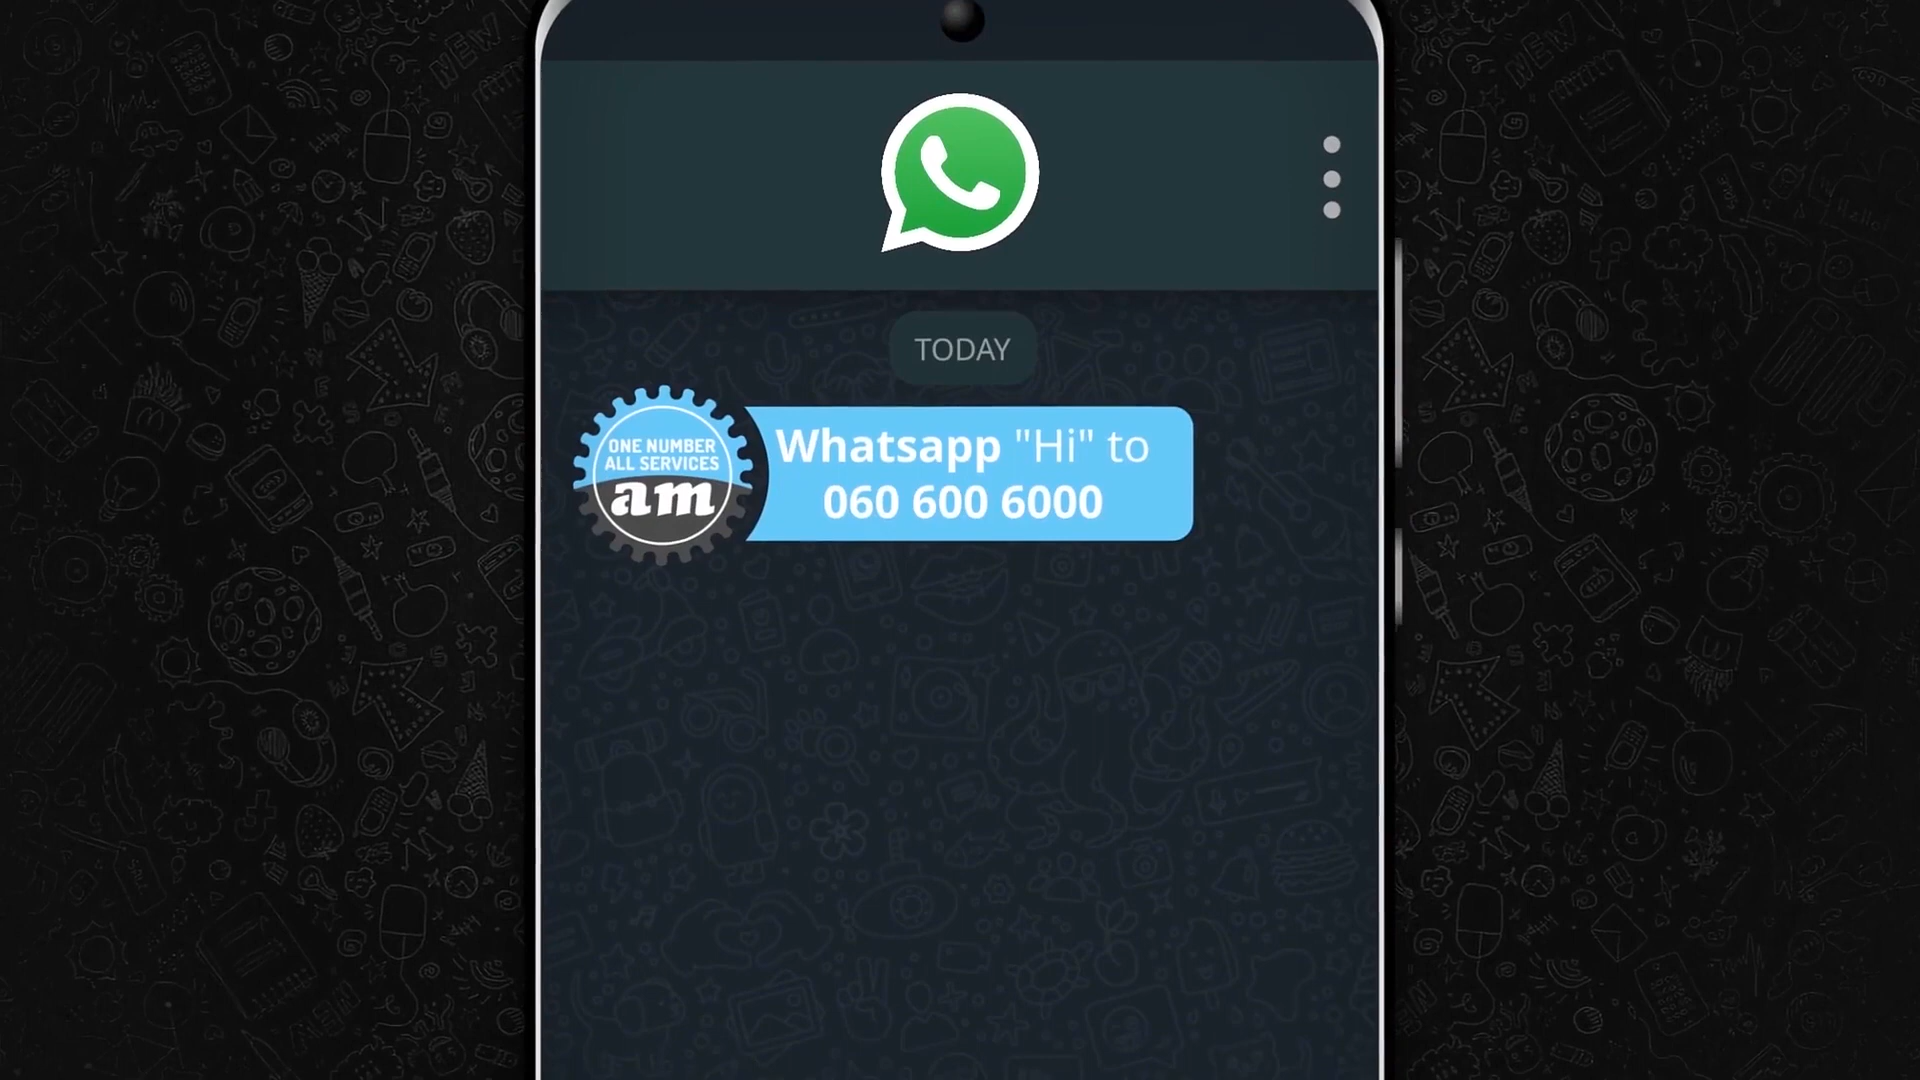 TODAY
ONE NUMBER
ALL SERVICES
am
Whatsapp "Hi" to
060 600 6000